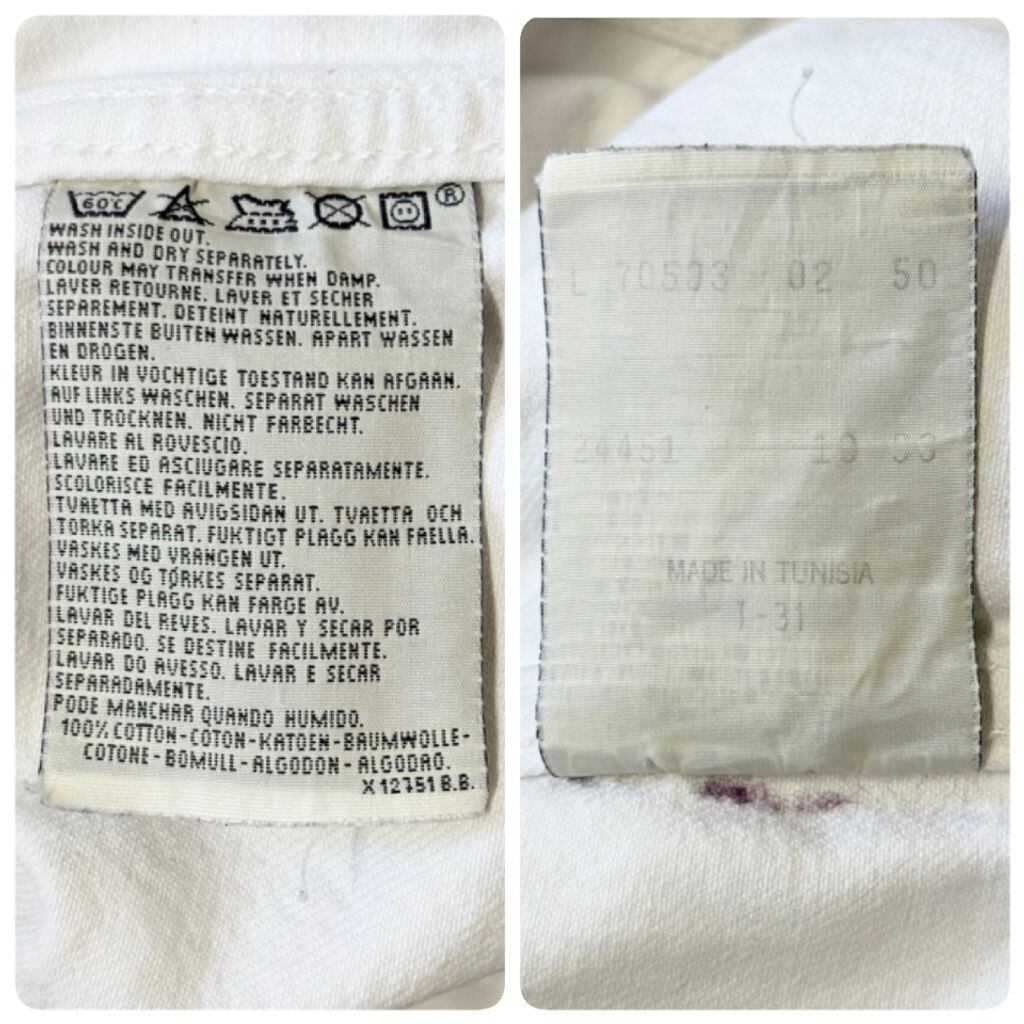 60°C
®
WASH INSIDE OUT.
WASH AND DRY SEPARATELY.
COLOUR MAY TRANSFER WHEN DAMP.
LAVER RETOURNE. LAVER ET SECHER
SEPAREMENT. DETEINT NATURELLEMENT.
BINNENSTE BUITEN WASSEN. APART WASSEN
EN DROGEN.
KLEUR IN VOCHTIGE TOESTAND KAN AFGAAN.
AUF LINKS WASCHEN. SEPARAT WASCHEN
UND TROCKNEN. NICHT FARBECHT.
LAVARE AL ROVESCIO.
LAVARE ED ASCIUGARE SEPARATAMENTE.
SCOLORISCE FACILMENTE.
TVAETTA MED AVIGSIDAN UT. TVAETTA OCH
TORKA SEPARAT. FUKTIGT PLAGG KAN FAELLA.
VASKES MED VRANGEN UT.
VASKES OG TØRKES SEPARAT.
FUKTIGE PLAGG KAN FARGE AV.
LAVAR DEL REVES. LAVAR Y SECAR POR
SEPARADO. SE DESTINE FACILMENTE.
LAVAR DO AVESSO. LAVAR E SECAR
SEPARADAMENTE.
PODE MANCHAR QUANDO HUMIDO.
100% COTTON-COTON-KATOEN-BAUMWOLLE-
COTONE-BOMULL-ALGODON-ALGODAO.
X12751 B.B.
L 70503 02 50
24451
MADE IN TUNISIA
T-31